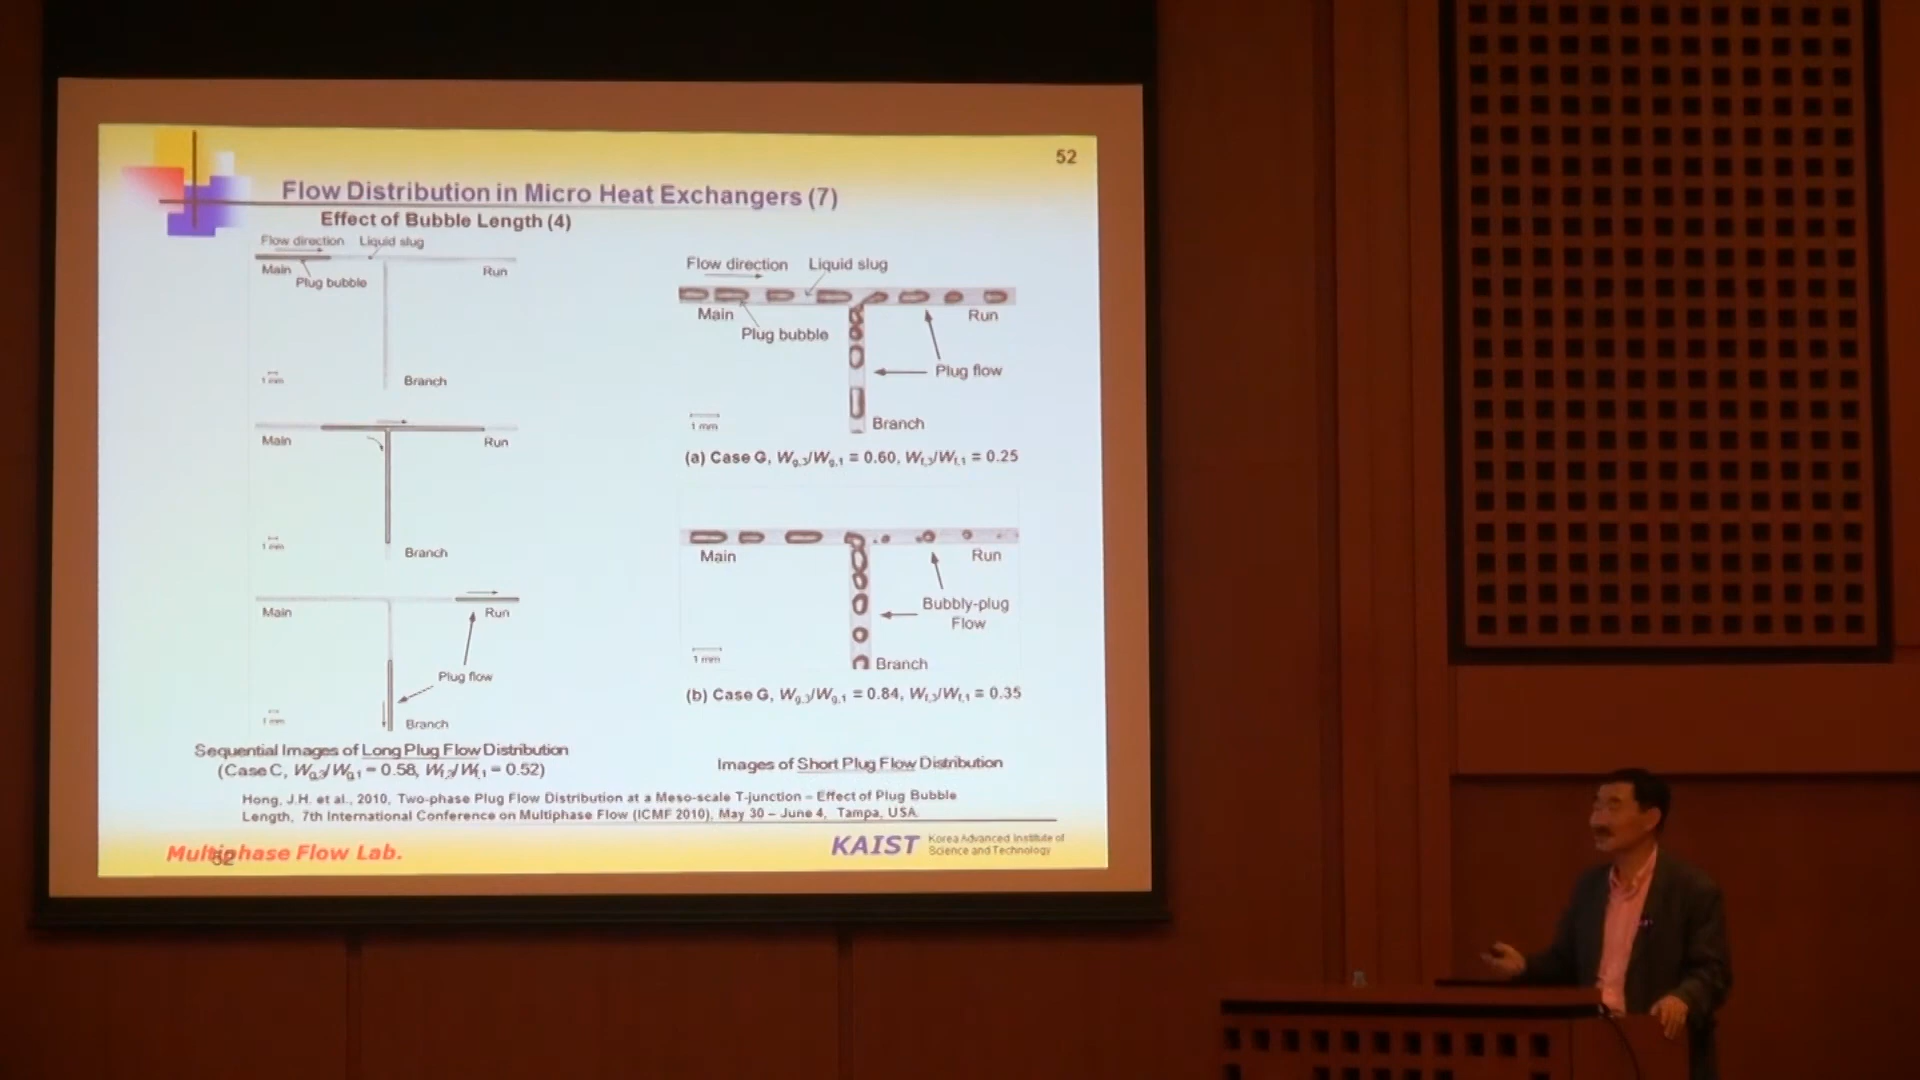 52
Flow Distribution in Micro Heat Exchangers (7)
Effect of Bubble Length (4)
Flow direction Liquid slug
Main Run
Plug bubble
1 mm
Branch
Main Run
1 mm
Branch
Main Run
Plug flow
1 mm
Branch
Sequential Images of Long Plug Flow Distribution
(Case C, Wg,3/Wg,1 = 0.58, Wf,3/Wf,1 = 0.52)
Flow direction Liquid slug
Main Run
Plug bubble
Plug flow
1 mm
Branch
(a) Case G, Wg,3/Wg,1 = 0.60, Wf,3/Wf,1 = 0.25
Main Run
Bubbly-plug
Flow
1 mm
Branch
(b) Case G, Wg,3/Wg,1 = 0.84, Wf,3/Wf,1 = 0.35
Images of Short Plug Flow Distribution
Hong, J.H. et al., 2010, Two-phase Plug Flow Distribution at a Meso-scale T-junction – Effect of Plug Bubble
Length, 7th International Conference on Multiphase Flow (ICMF 2010), May 30 – June 4, Tampa, USA.
Multiphase Flow Lab.
52
KAIST
Korea Advanced Institute of
Science and Technology